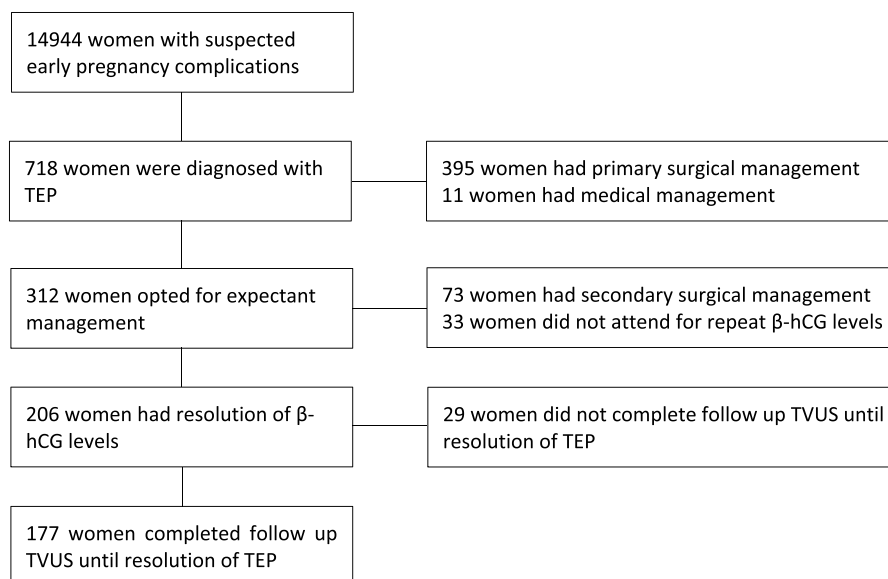 14944 women with suspected
early pregnancy complications
718 women were diagnosed with
TEP
395 women had primary surgical management
11 women had medical management
312 women opted for expectant
management
73 women had secondary surgical management
33 women did not attend for repeat β-hCG levels
206 women had resolution of β-
hCG levels
29 women did not complete follow up TVUS until
resolution of TEP
177 women completed follow up
TVUS until resolution of TEP